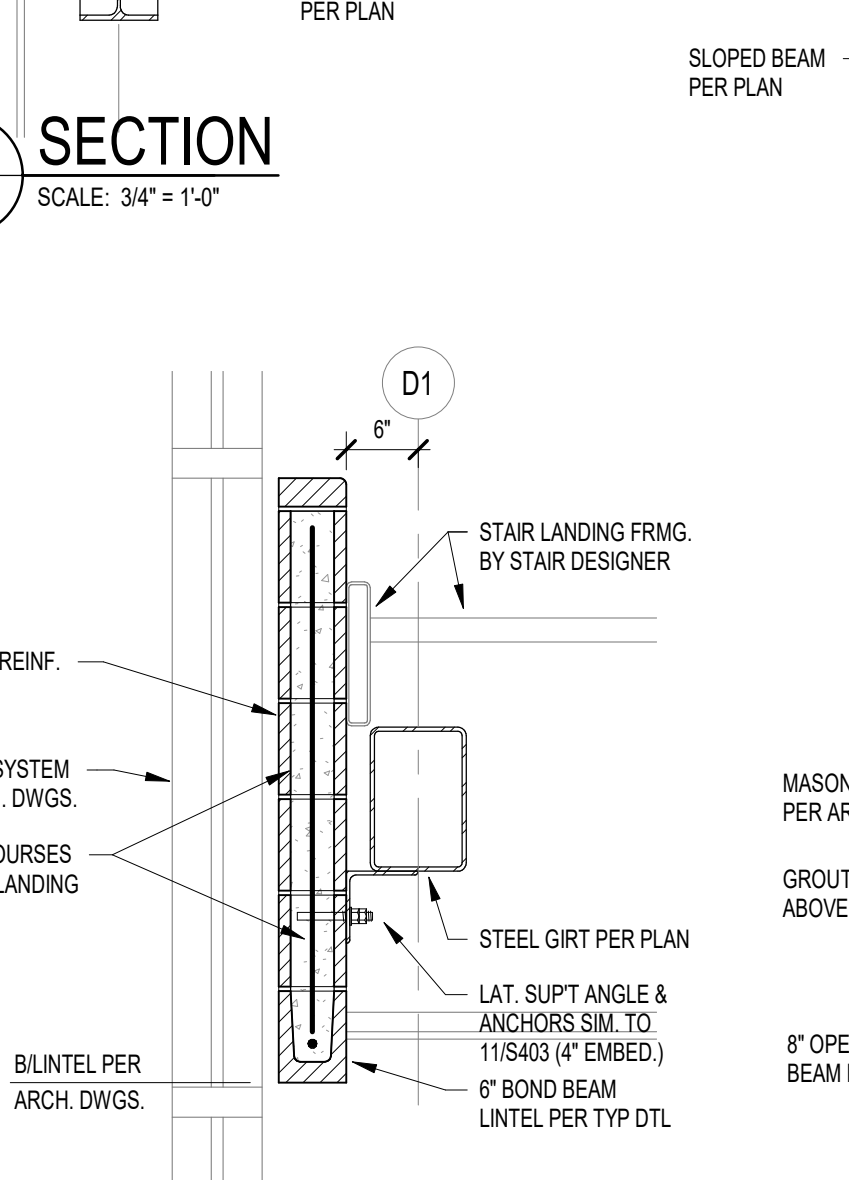 PER PLAN
SLOPED BEAM
PER PLAN
SECTION
SCALE: 3/4" = 1'-0"
D1
6"
STAIR LANDING FRMG.
BY STAIR DESIGNER
REINF.
SYSTEM
. DWGS.
OURSES
LANDING
MASON
PER AR
GROUT
ABOVE
STEEL GIRT PER PLAN
LAT. SUP'T ANGLE &
ANCHORS SIM. TO
11/S403 (4" EMBED.)
8" OPE
BEAM
B/LINTEL PER
ARCH. DWGS.
6" BOND BEAM
LINTEL PER TYP DTL